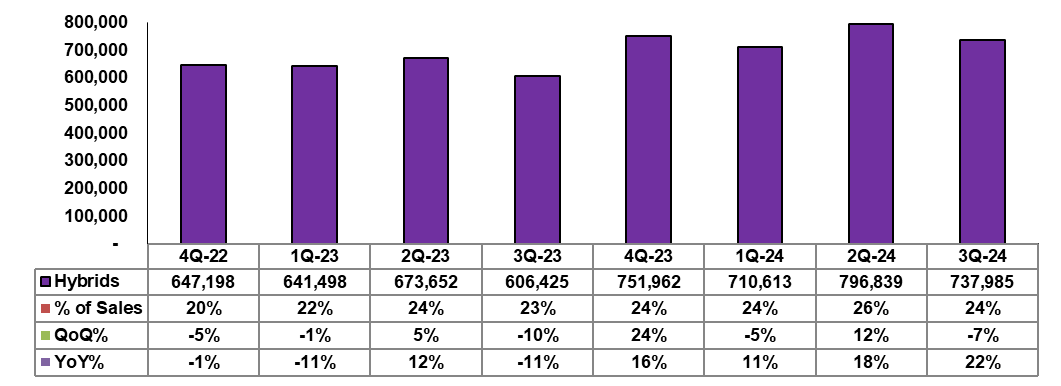 800,000
700,000
600,000
500,000
400,000
300,000
200,000
100,000
-
4Q-22 1Q-23 2Q-23 3Q-23 4Q-23 1Q-24 2Q-24 3Q-24
Hybrids 647,198 641,498 673,652 606,425 751,962 710,613 796,839 737,985
% of Sales 20% 22% 24% 23% 24% 24% 26% 24%
QoQ% -5% -1% 5% -10% 24% -5% 12% -7%
YoY% -1% -11% 12% -11% 16% 11% 18% 22%